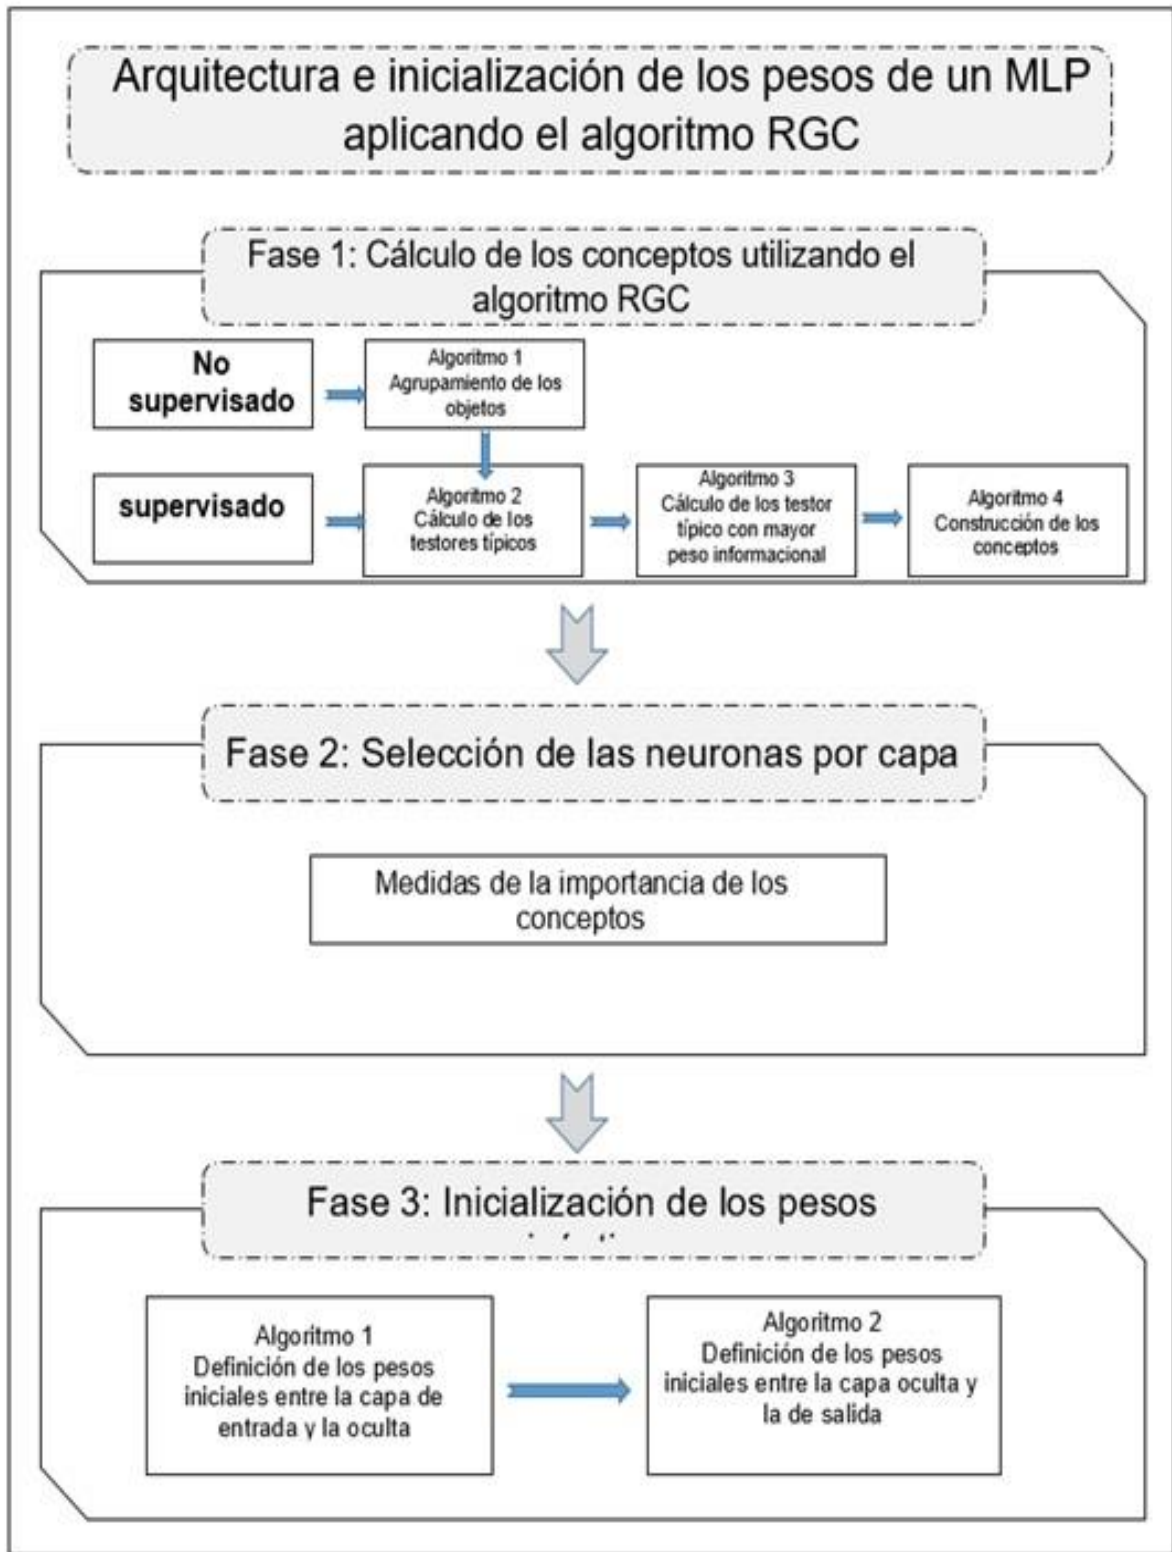 Arquitectura e inicialización de los pesos de un MLP
aplicando el algoritmo RGC
Fase 1: Cálculo de los conceptos utilizando el
algoritmo RGC
No
supervisado
Algoritmo 1
Agrupamiento de los
objetos
supervisado
Algoritmo 2
Cálculo de los
testores típicos
Algoritmo 3
Cálculo de los testor
típico con mayor
peso informacional
Algoritmo 4
Construcción de los
conceptos
Fase 2: Selección de las neuronas por capa
Medidas de la importancia de los
conceptos
Fase 3: Inicialización de los pesos
Algoritmo 1
Definición de los pesos
iniciales entre la capa de
entrada y la oculta
Algoritmo 2
Definición de los pesos
iniciales entre la capa oculta y
la de salida